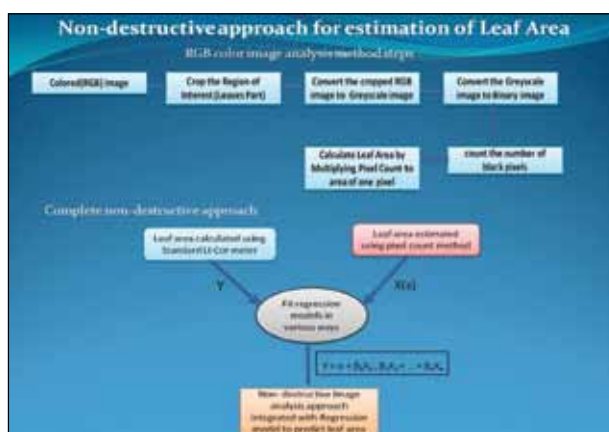 Non-destructive approach for estimation of Leaf Area
RGB color image analysis method steps
Colored(RGB) image
Crop the Region of
Interest (Leaves Part)
Convert the cropped RGB
image to Greyscale image
Convert the Greyscale
image to Binary image
Calculate Leaf Area by
Multiplying Pixel Count to
area of one pixel
count the number of
black pixels
Complete non-destructive approach
Leaf area calculated using
Standard LI-Cor meter
Leaf area estimated
using pixel count method
Y
X(s)
Fit regression
models in
various ways
Non-destructive Image
analysis approach
integrated with Regression
model to predict leaf area